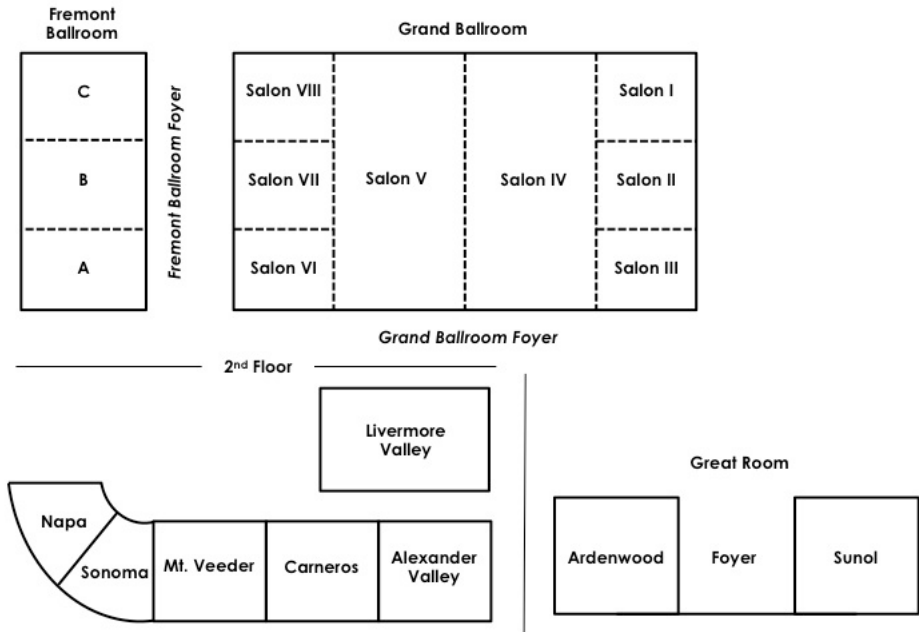 Fremont
Ballroom
Grand Ballroom
C
B
A
Fremont Ballroom Foyer
Salon VIII
Salon VII
Salon VI
Salon V
Salon IV
Salon I
Salon II
Salon III
Grand Ballroom Foyer
2nd Floor
Livermore
Valley
Napa
Sonoma
Mt. Veeder
Carneros
Alexander
Valley
Great Room
Ardenwood
Foyer
Sunol